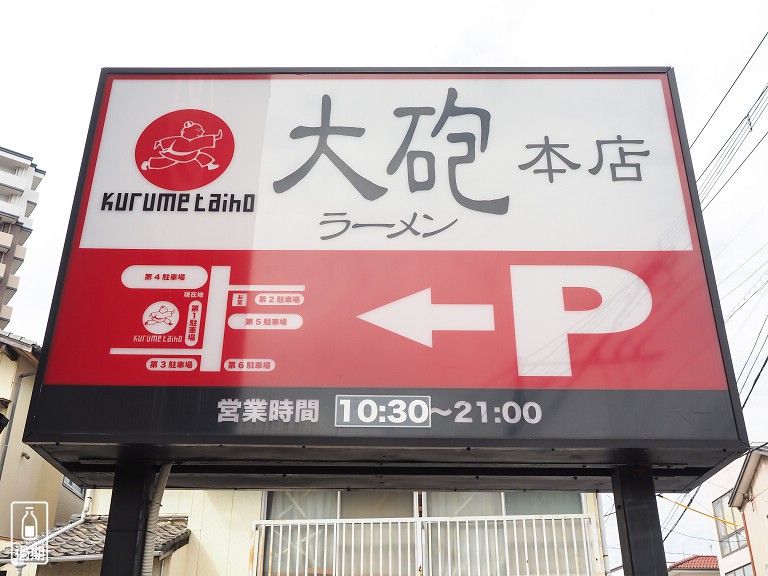 大砲 本店
ラーメン
KURUME taiho
第4駐車場
現在地
第1駐車場
KURUME taiho
第2駐車場
第5駐車場
第3駐車場
第6駐車場
P
営業時間 10:30〜21:00